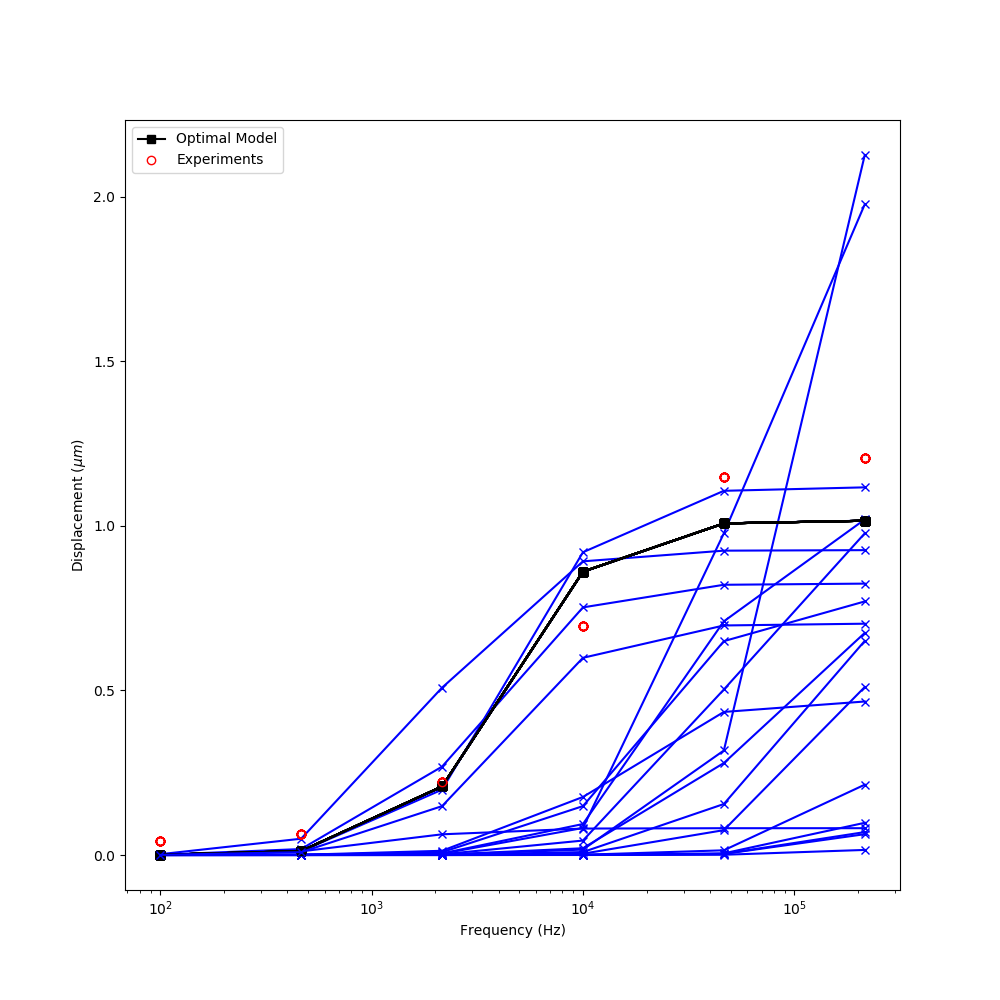 Optimal Model
Experiments
2.0
1.5
1.0
0.5
0.0
Displacement (μm)
10²
10³
10⁴
10⁵
Frequency (Hz)